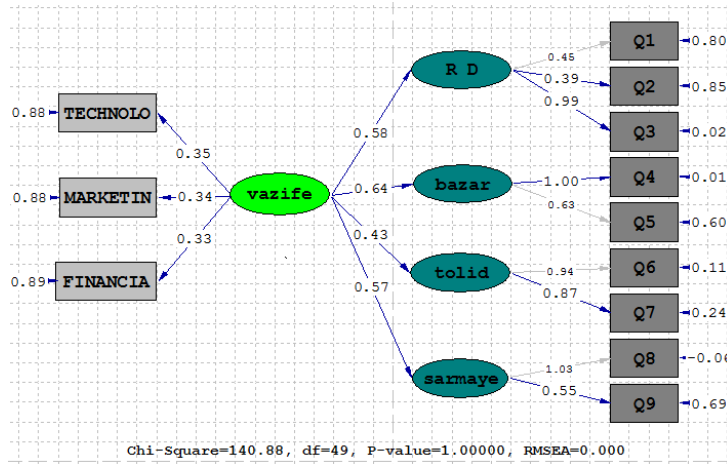 Q1
0.80
0.45
R D
0.39
Q2
0.85
0.88
TECHNOLO
0.99
Q3
0.02
0.58
0.35
Q4
0.01
1.00
0.88
MARKETIN
0.34
vazife
0.64
bazar
0.63
Q5
0.60
0.33
0.43
0.94
Q6
0.11
0.89
FINANCIA
0.57
tolid
0.87
Q7
0.24
1.03
Q8
-0.06
sarmaye
0.55
Q9
0.69
Chi-Square=140.88, df=49, P-value=1.00000, RMSEA=0.000